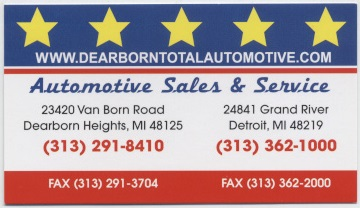 WWW.DEARBORNTOTALAUTOMOTIVE.COM
Automotive Sales & Service
23420 Van Born Road
Dearborn Heights, MI 48125
(313) 291-8410
24841 Grand River
Detroit, MI 48219
(313) 362-1000
FAX (313) 291-3704
FAX (313) 362-2000